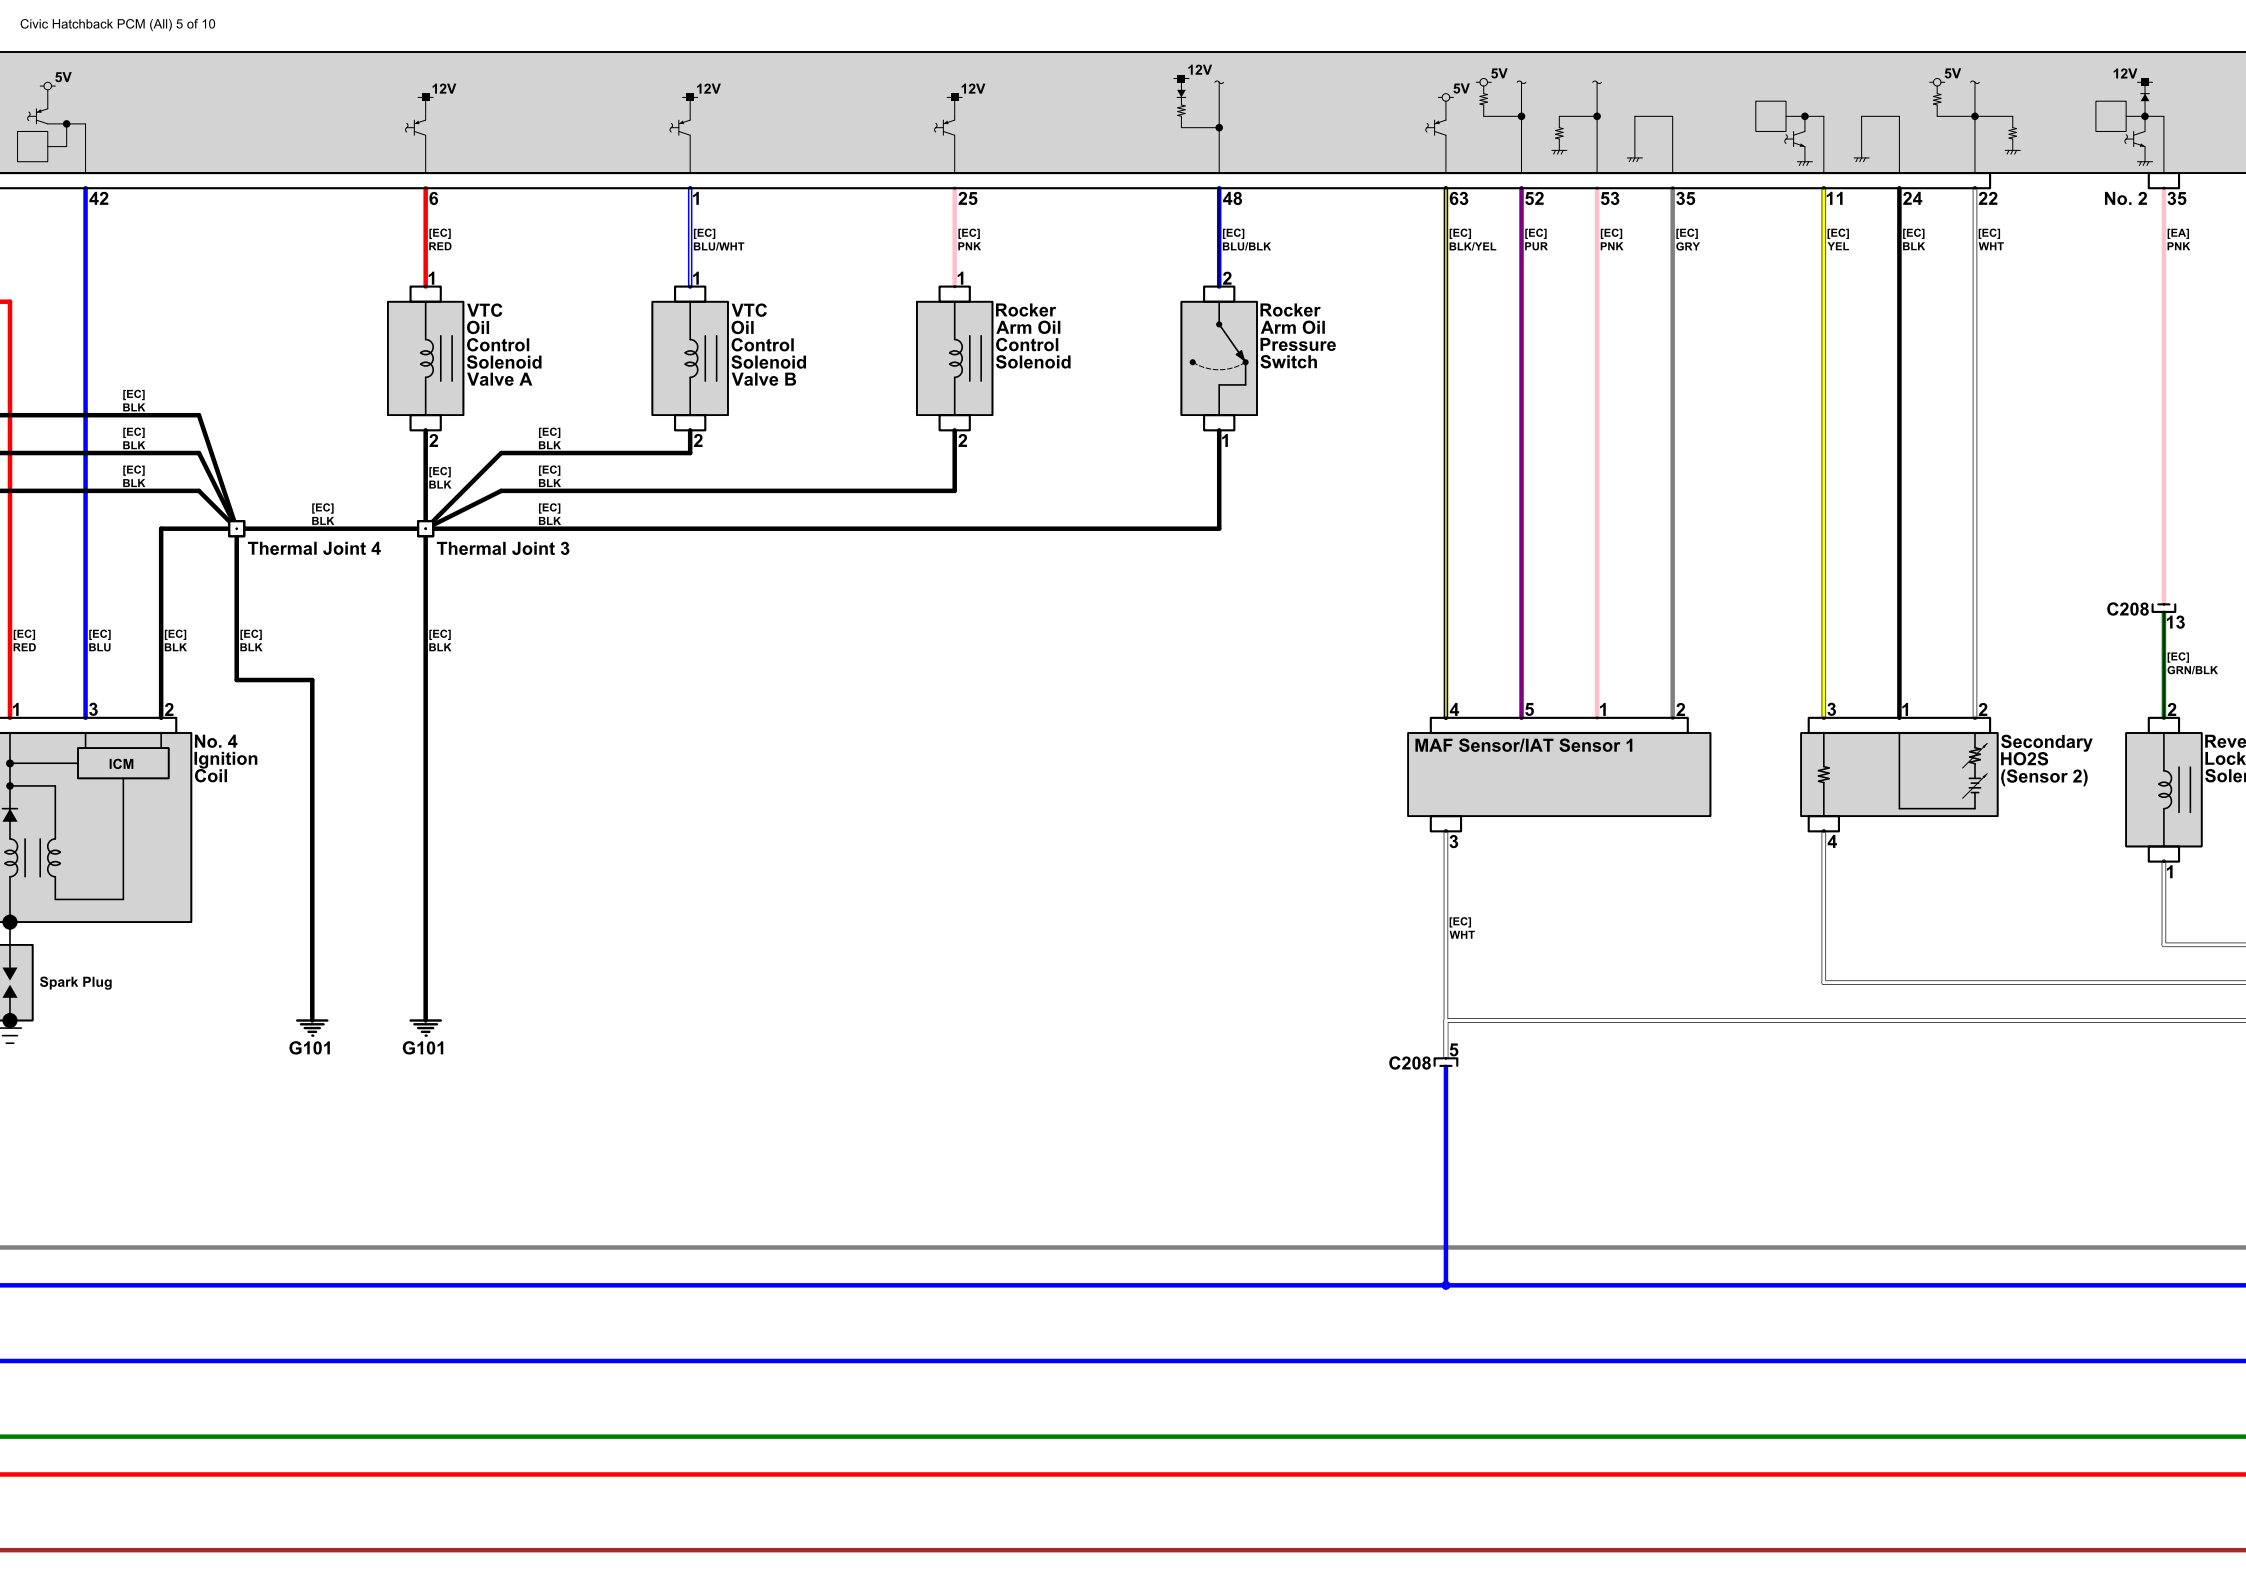 Civic Hatchback PCM (All) 5 of 10
5V
12V
12V
12V
12V
5V
5V
5V
12V
42
6
1
25
48
63
52
53
35
11
24
22
No. 2
35
[EC]
RED
[EC]
BLU/WHT
[EC]
PNK
[EC]
BLU/BLK
[EC]
BLK/YEL
[EC]
PUR
[EC]
PNK
[EC]
GRY
[EC]
YEL
[EC]
BLK
[EC]
WHT
[EA]
PNK
1
1
1
2
VTC
Oil
Control
Solenoid
Valve A
VTC
Oil
Control
Solenoid
Valve B
Rocker
Arm Oil
Control
Solenoid
Rocker
Arm Oil
Pressure
Switch
[EC]
BLK
[EC]
BLK
[EC]
BLK
2
2
2
1
[EC]
BLK
[EC]
BLK
[EC]
BLK
[EC]
BLK
[EC]
BLK
Thermal Joint 4
Thermal Joint 3
C208
13
[EC]
RED
[EC]
BLU
[EC]
BLK
[EC]
BLK
[EC]
BLK
[EC]
GRN/BLK
1
3
2
4
5
1
2
3
1
2
2
No. 4
Ignition
Coil
ICM
MAF Sensor/IAT Sensor 1
Secondary
HO2S
(Sensor 2)
Reve
Lock
Sole
3
4
1
[EC]
WHT
Spark Plug
G101
G101
5
C208